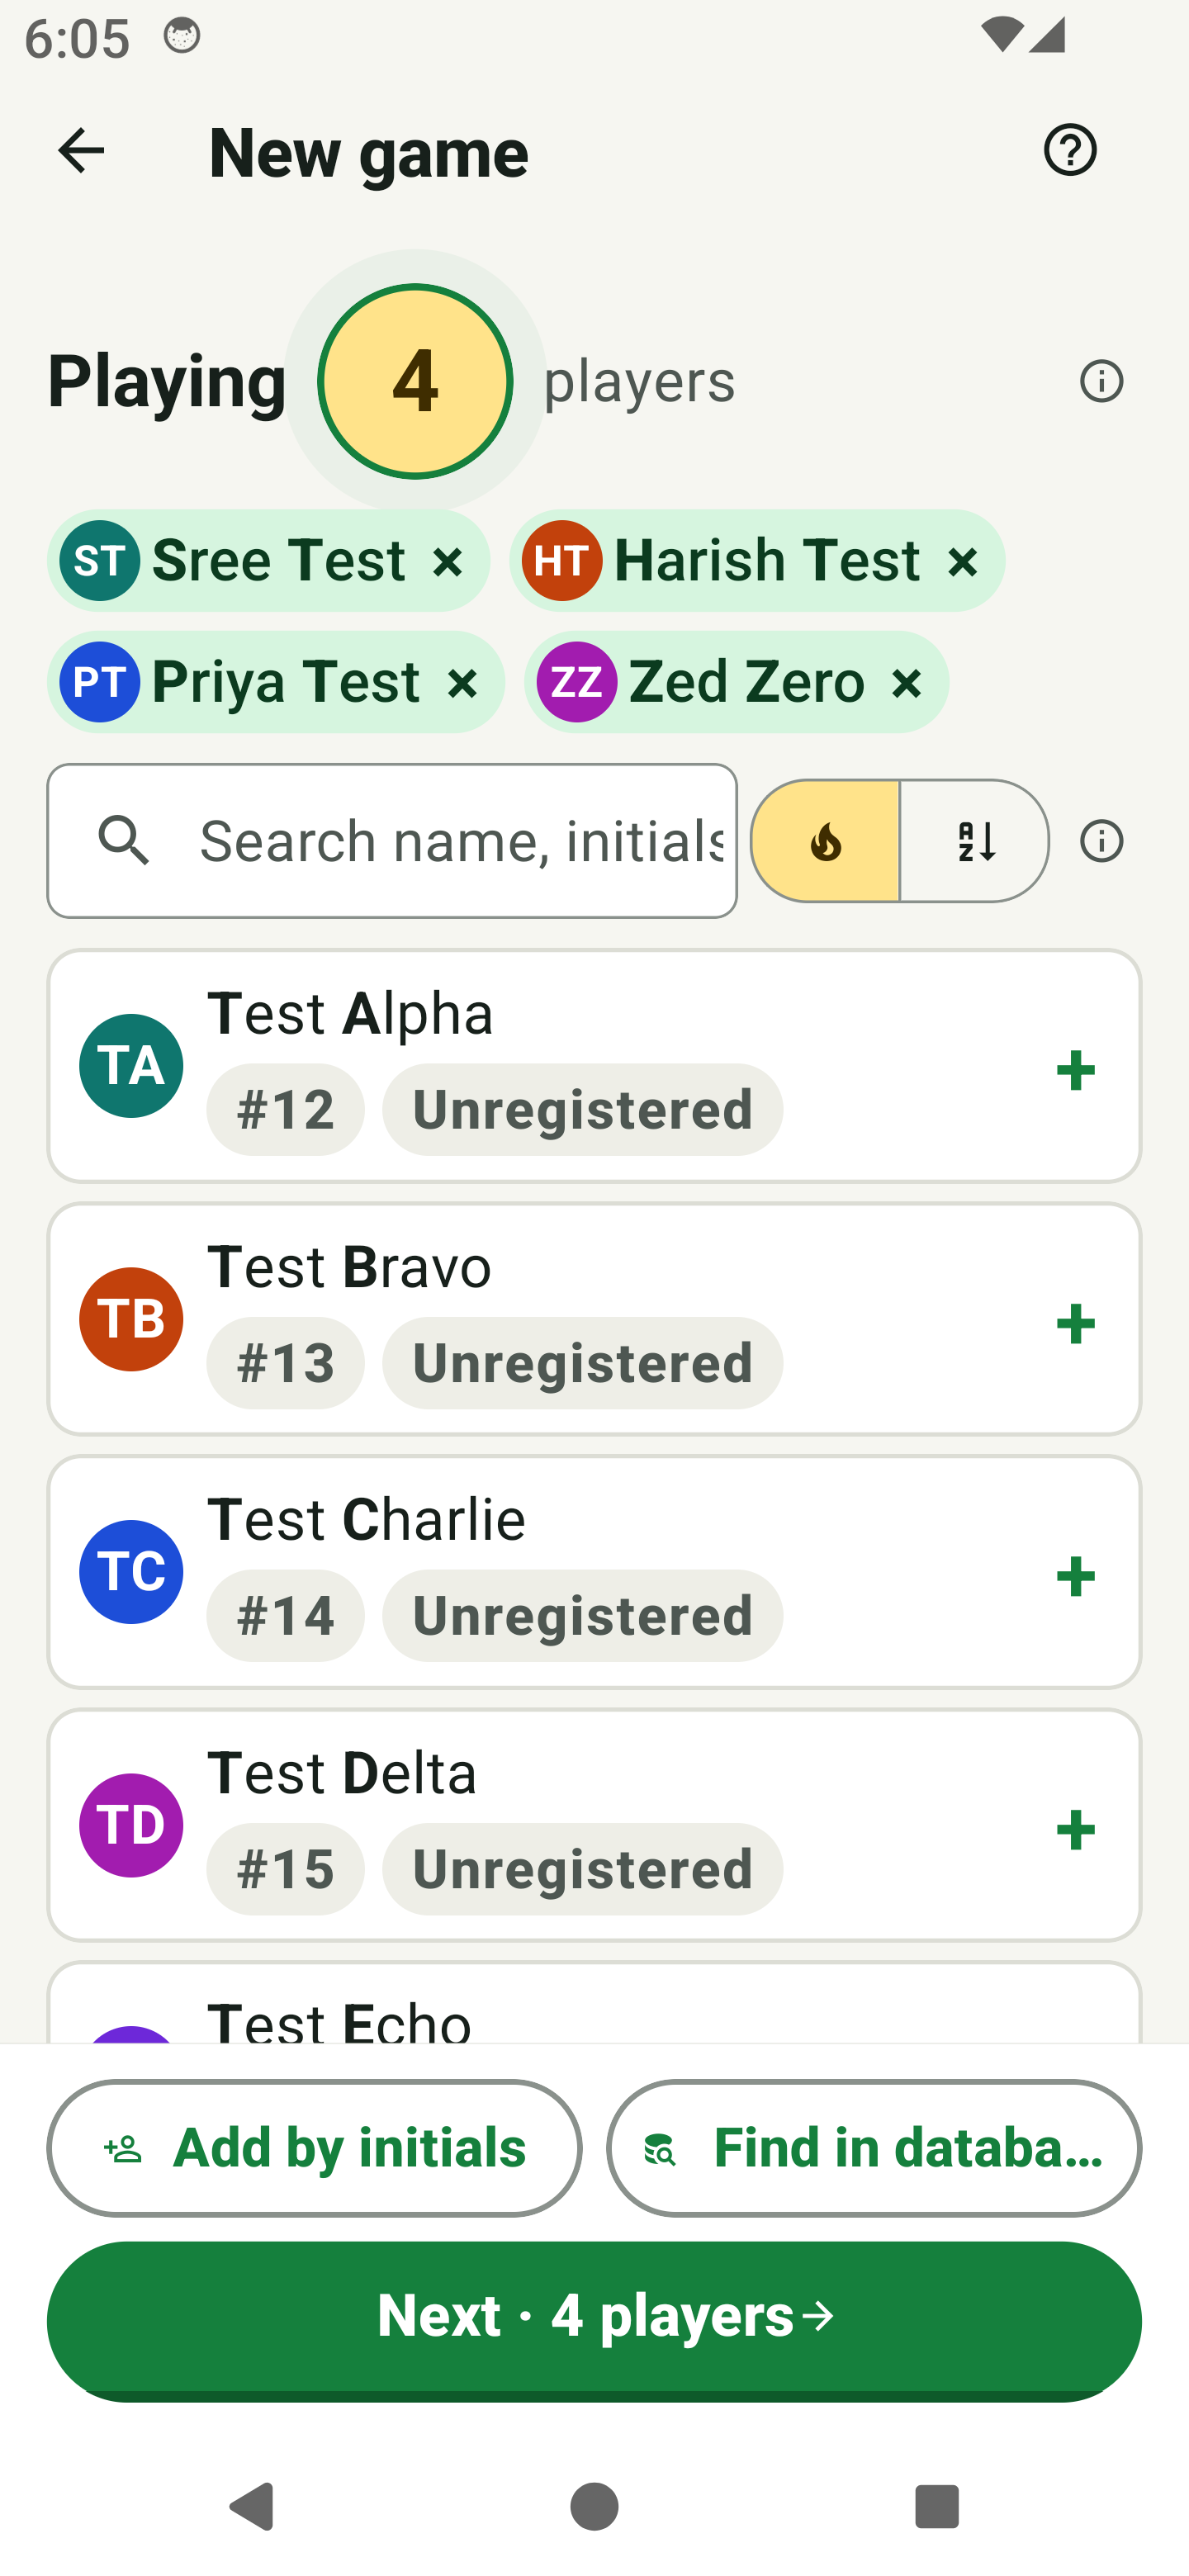 6:05
New game
Playing 4 players
ST Sree Test × HT Harish Test ×
PT Priya Test × ZZ Zed Zero ×
Search name, initials
A
Z
TA Test Alpha
#12 Unregistered
+
TB Test Bravo
#13 Unregistered
+
TC Test Charlie
#14 Unregistered
+
TD Test Delta
#15 Unregistered
+
Test Echo
Add by initials
Find in databa...
Next · 4 players→